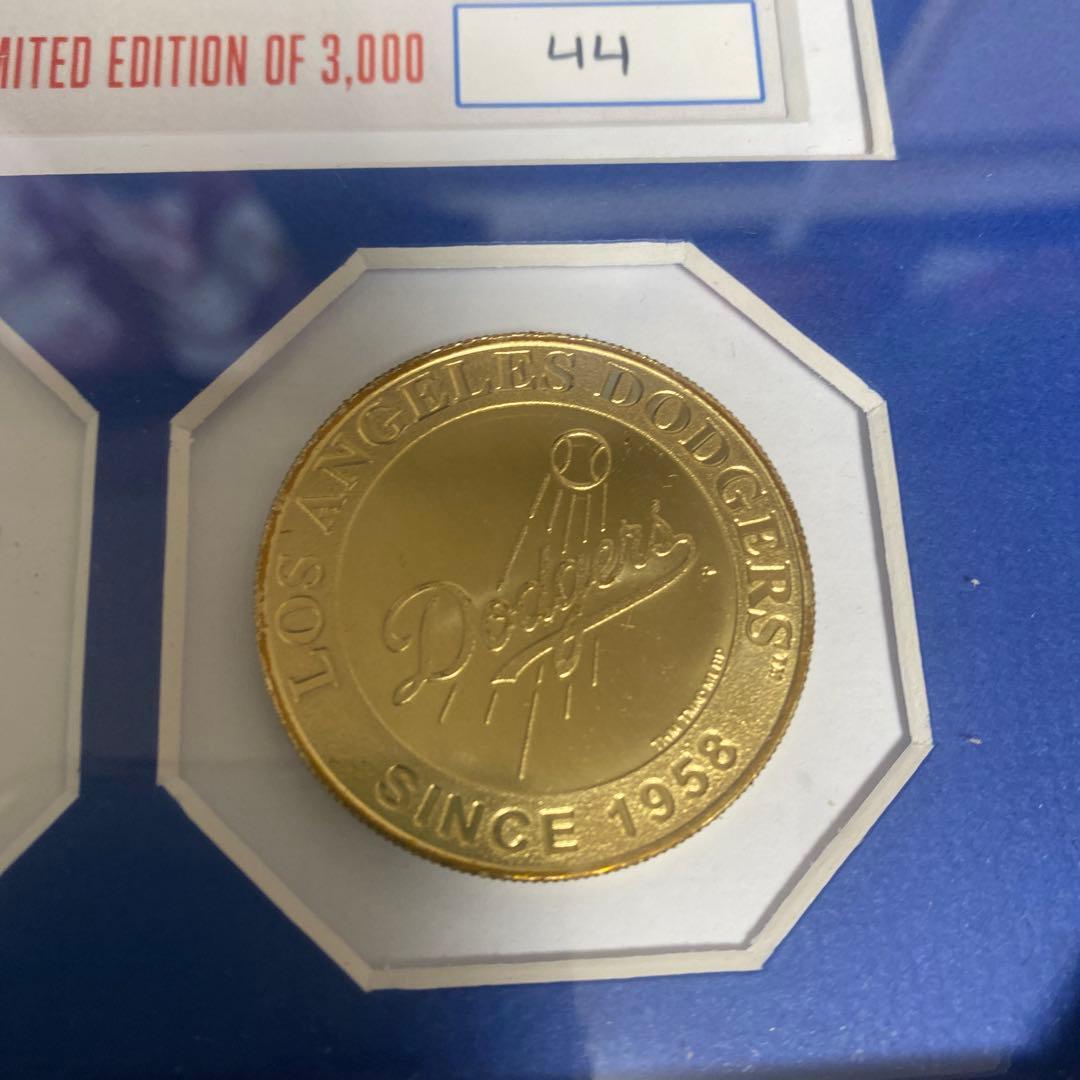 MITED EDITION OF 3,000
44
LOS ANGELES DODGERS
Dodgers
SINCE 1958